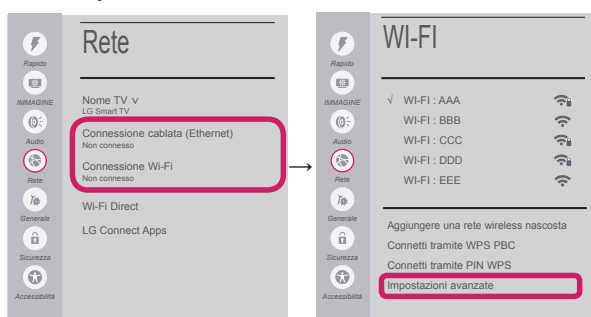 Rete
Rapido
IMMAGINE
Audio
Rete
Generale
Sicurezza
Accessibilità
Nome TV ∨
LG Smart TV
Connessione cablata (Ethernet)
Non connesso
Connessione Wi-Fi
Non connesso
Wi-Fi Direct
LG Connect Apps
→
WI-FI
Rapido
IMMAGINE
Audio
Rete
Generale
Sicurezza
Accessibilità
√ WI-FI : AAA
WI-FI : BBB
WI-FI : CCC
WI-FI : DDD
WI-FI : EEE
Aggiungere una rete wireless nascosta
Connetti tramite WPS PBC
Connetti tramite PIN WPS
Impostazioni avanzate